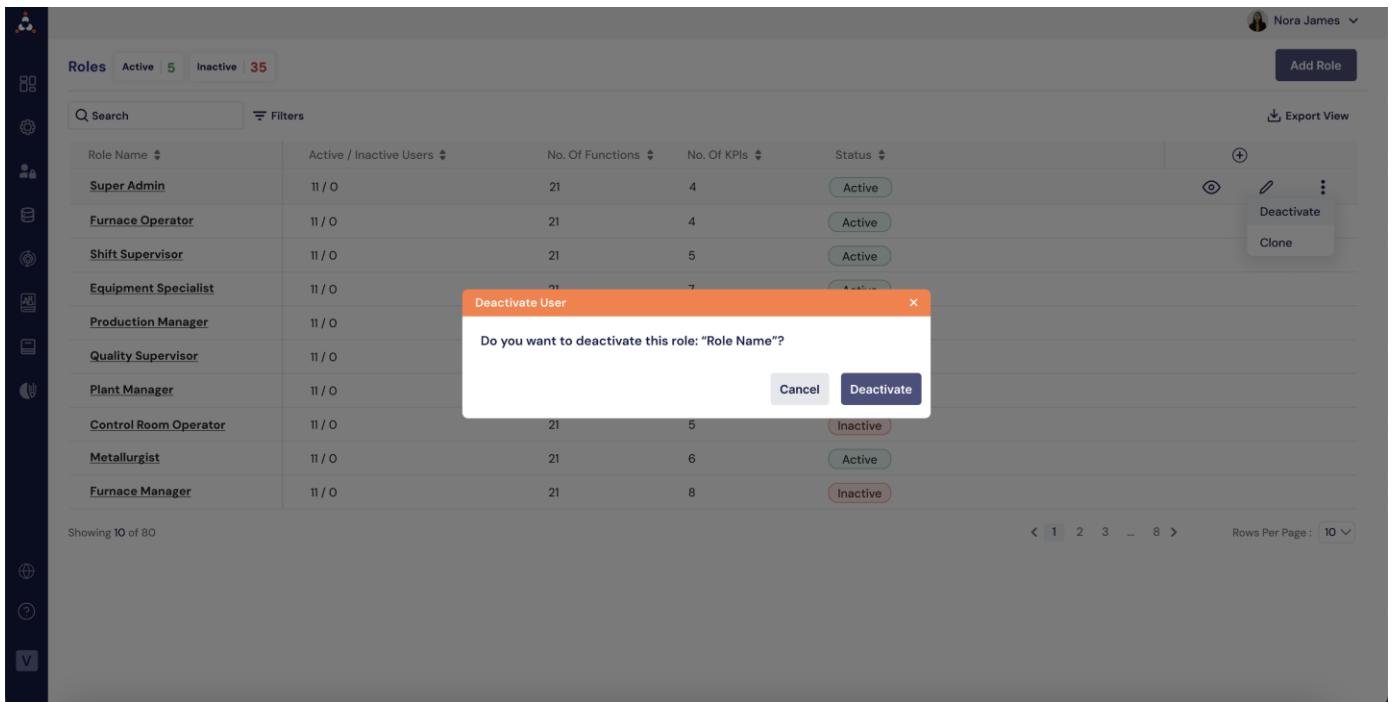 Nora James
Roles Active 5 Inactive 35 Add Role
Search Filters Export View
Role Name Active / Inactive Users No. Of Functions No. Of KPIs Status
Super Admin 11 / 0 21 4 Active
Deactivate
Furnace Operator 11 / 0 21 4 Active
Clone
Shift Supervisor 11 / 0 21 5 Active
Equipment Specialist 11 / 0 21 7 Active
Deactivate User
Production Manager 11 / 0
Do you want to deactivate this role: “Role Name”?
Quality Supervisor 11 / 0
Plant Manager 11 / 0
Cancel Deactivate
Control Room Operator 11 / 0 21 5 Inactive
Metallurgist 11 / 0 21 6 Active
Furnace Manager 11 / 0 21 8 Inactive
Showing 10 of 80 1 2 3 ... 8 Rows Per Page : 10
V